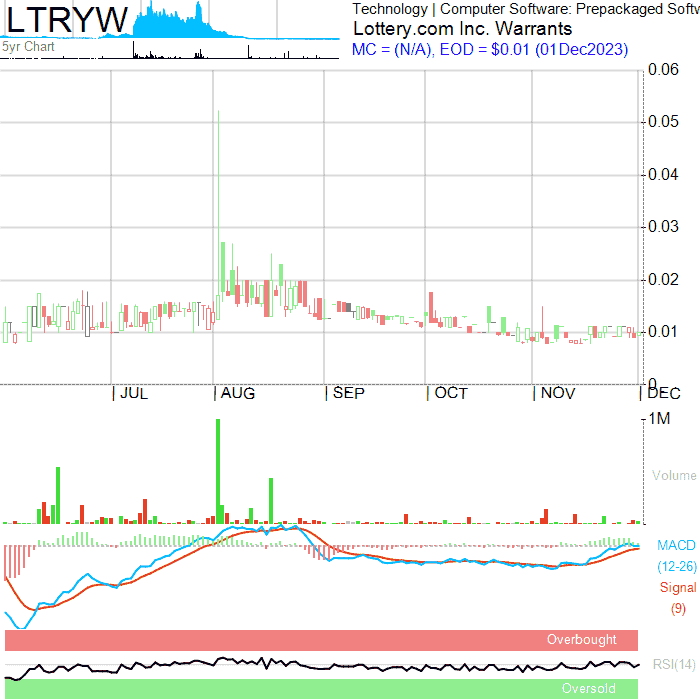 LTRYW
5yr Chart
Technology | Computer Software: Prepackaged Softw
Lottery.com Inc. Warrants
MC = (N/A), EOD = $0.01 (01Dec2023)
0.06
0.05
0.04
0.03
0.02
0.01
0
JUL AUG SEP OCT NOV DEC
1M
Volume
MACD
(12-26)
Signal
(9)
Overbought
RSI(14)
Oversold